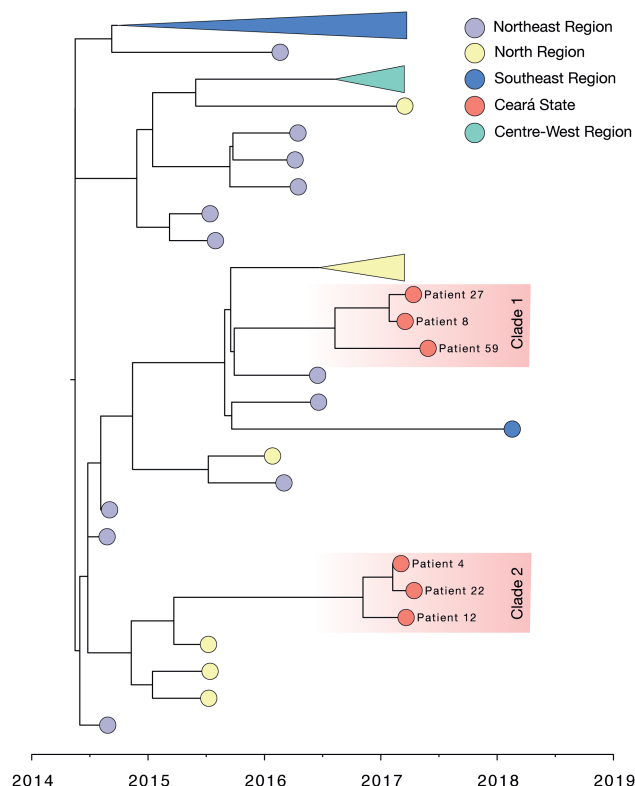 Northeast Region
North Region
Southeast Region
Ceará State
Centre-West Region
Patient 27
Patient 8
Patient 59
Clade 1
Patient 4
Patient 22
Patient 12
Clade 2
2014 2015 2016 2017 2018 2019